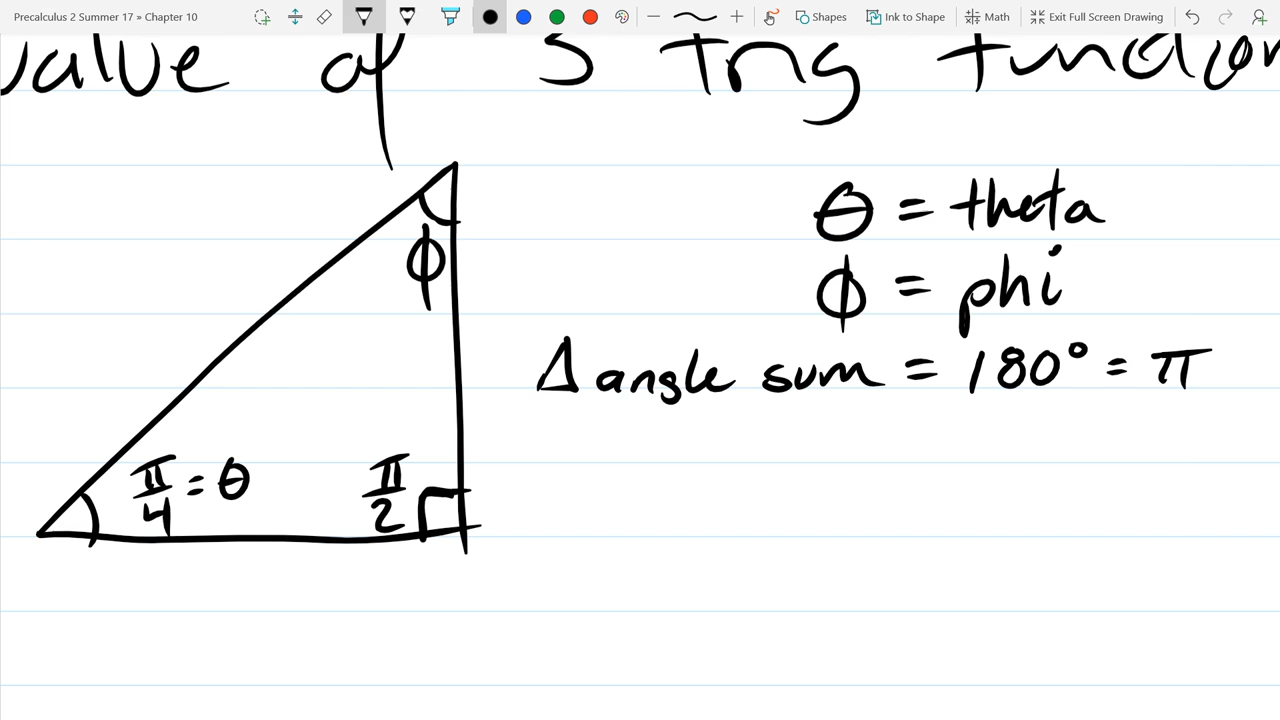 Precalculus 2 Summer 17 » Chapter 10
Shapes
Ink to Shape
Math
Exit Full Screen Drawing
value of 3 trig function
θ = theta
ϕ
ϕ = phi
Δ angle sum = 180° = π
π/4 = θ
π/2